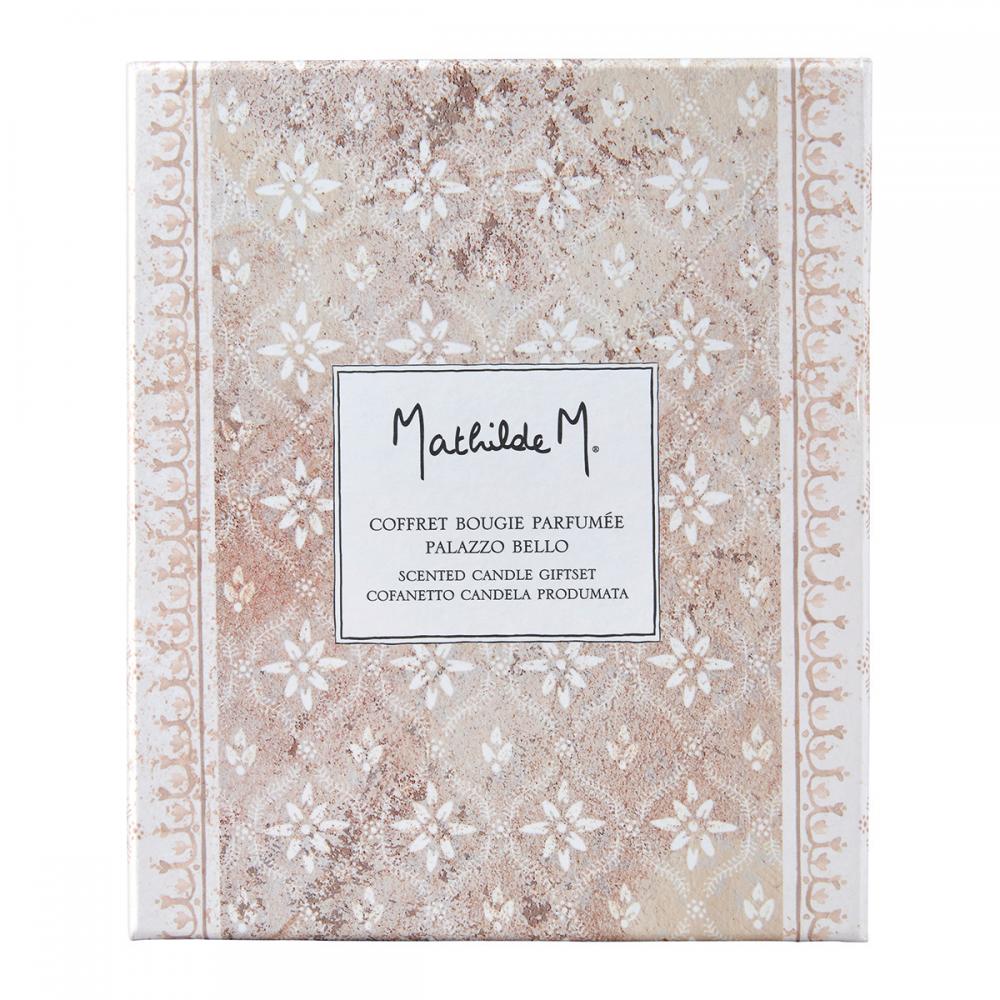 Mathilde M®
COFFRET BOUGIE PARFUMÉE
PALAZZO BELLO
SCENTED CANDLE GIFTSET
COFANETTO CANDELA PRODUMATA